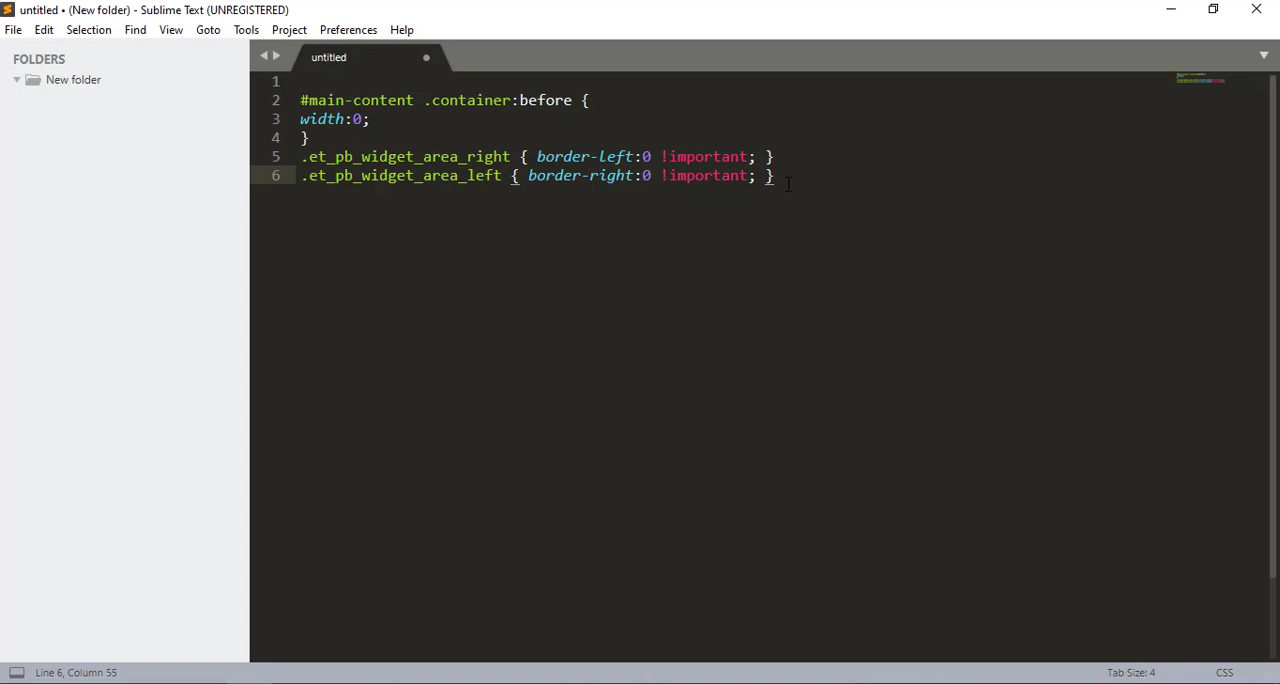 untitled • (New folder) - Sublime Text (UNREGISTERED)
File Edit Selection Find View Goto Tools Project Preferences Help
FOLDERS
New folder
untitled
1
2 #main-content .container:before {
3 width:0;
4 }
5 .et_pb_widget_area_right { border-left:0 !important; }
6 .et_pb_widget_area_left { border-right:0 !important; }
Line 6, Column 55
Tab Size: 4
CSS